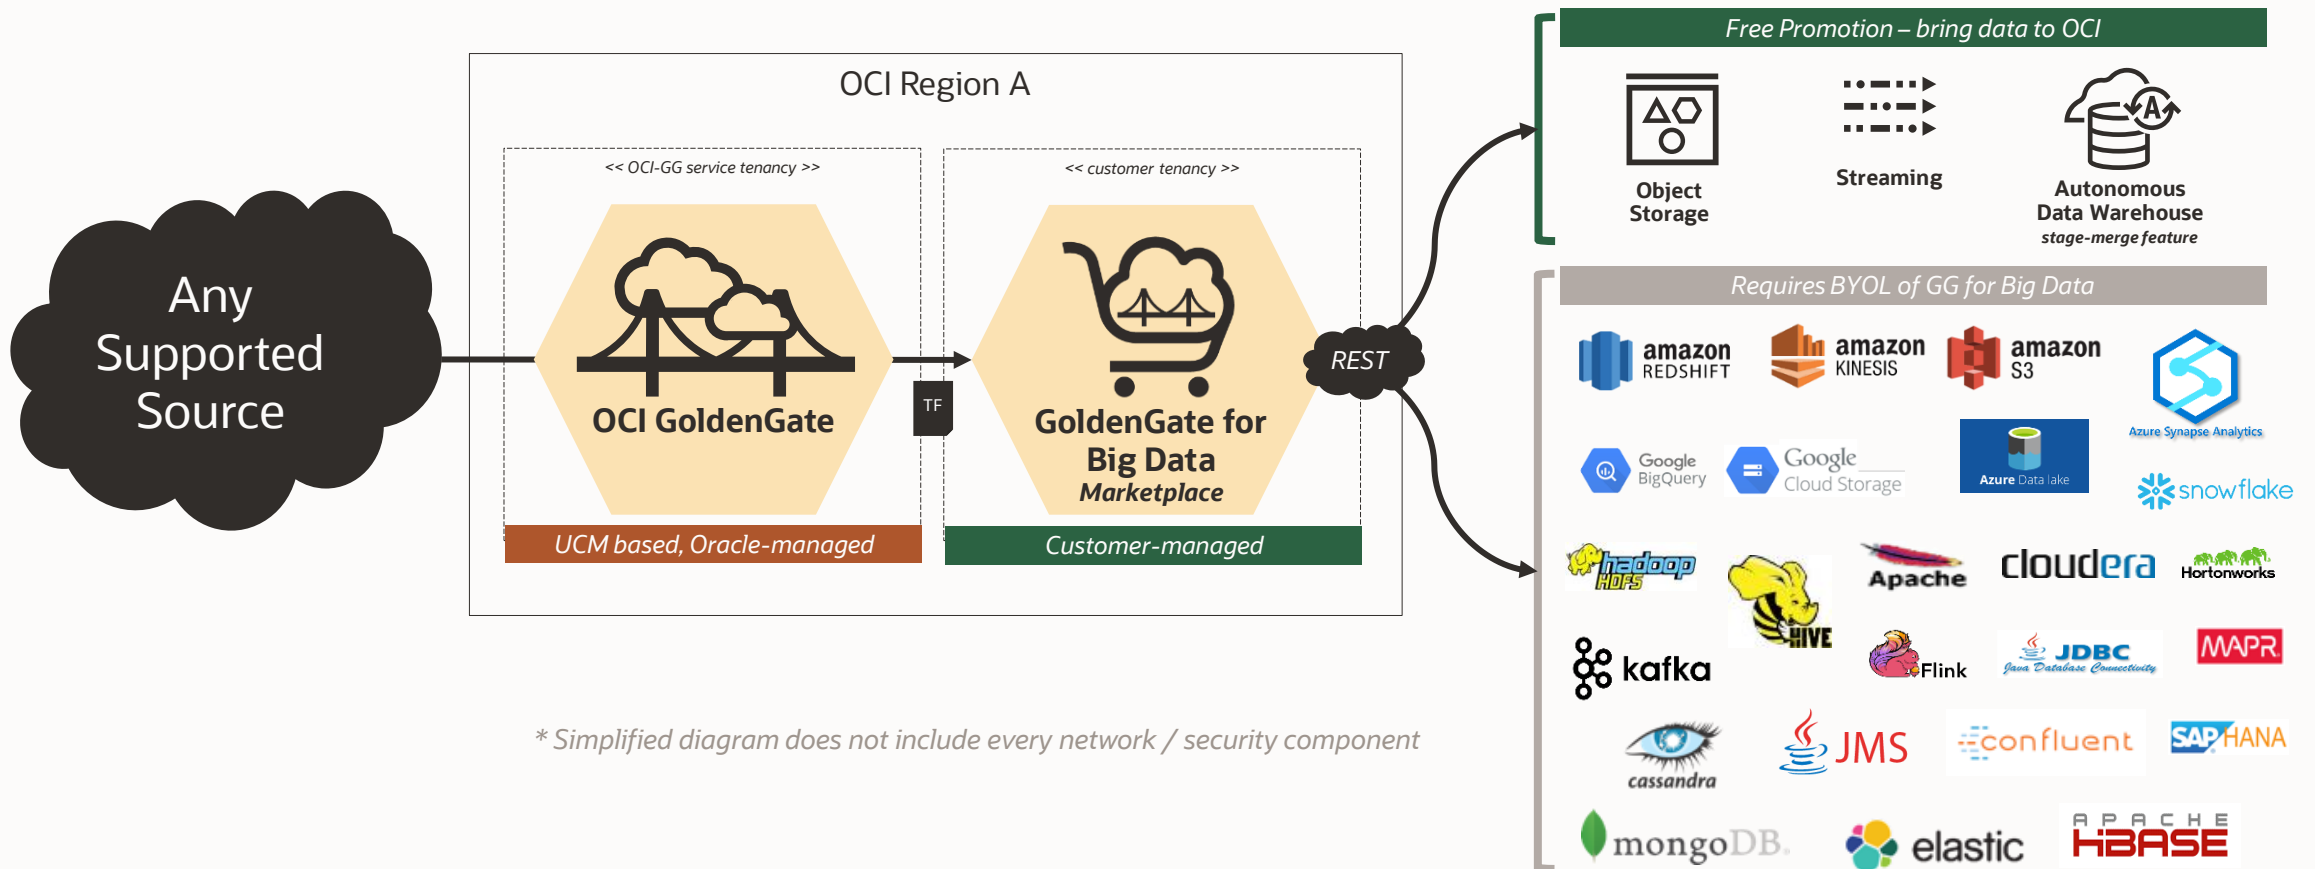 Any
Supported
Source
OCI Region A
<< OCI-GG service tenancy >>
OCI GoldenGate
UCM based, Oracle-managed
TF
<< customer tenancy >>
GoldenGate for
Big Data
Marketplace
Customer-managed
REST
* Simplified diagram does not include every network / security component
Free Promotion – bring data to OCI
Object
Storage
Streaming
A
Autonomous
Data Warehouse
stage-merge feature
Requires BYOL of GG for Big Data
amazon
REDSHIFT
amazon
KINESIS
amazon
S3
Azure Synapse Analytics
Google
BigQuery
Google
Cloud Storage
Azure Data lake
snowflake
hadoop
HDFS
HIVE
Apache
cloudera
Hortonworks
kafka
Flink
JDBC
Java Database Connectivity
MAPR
cassandra
JMS
confluent
SAP HANA
mongoDB
elastic
APACHE
HBASE